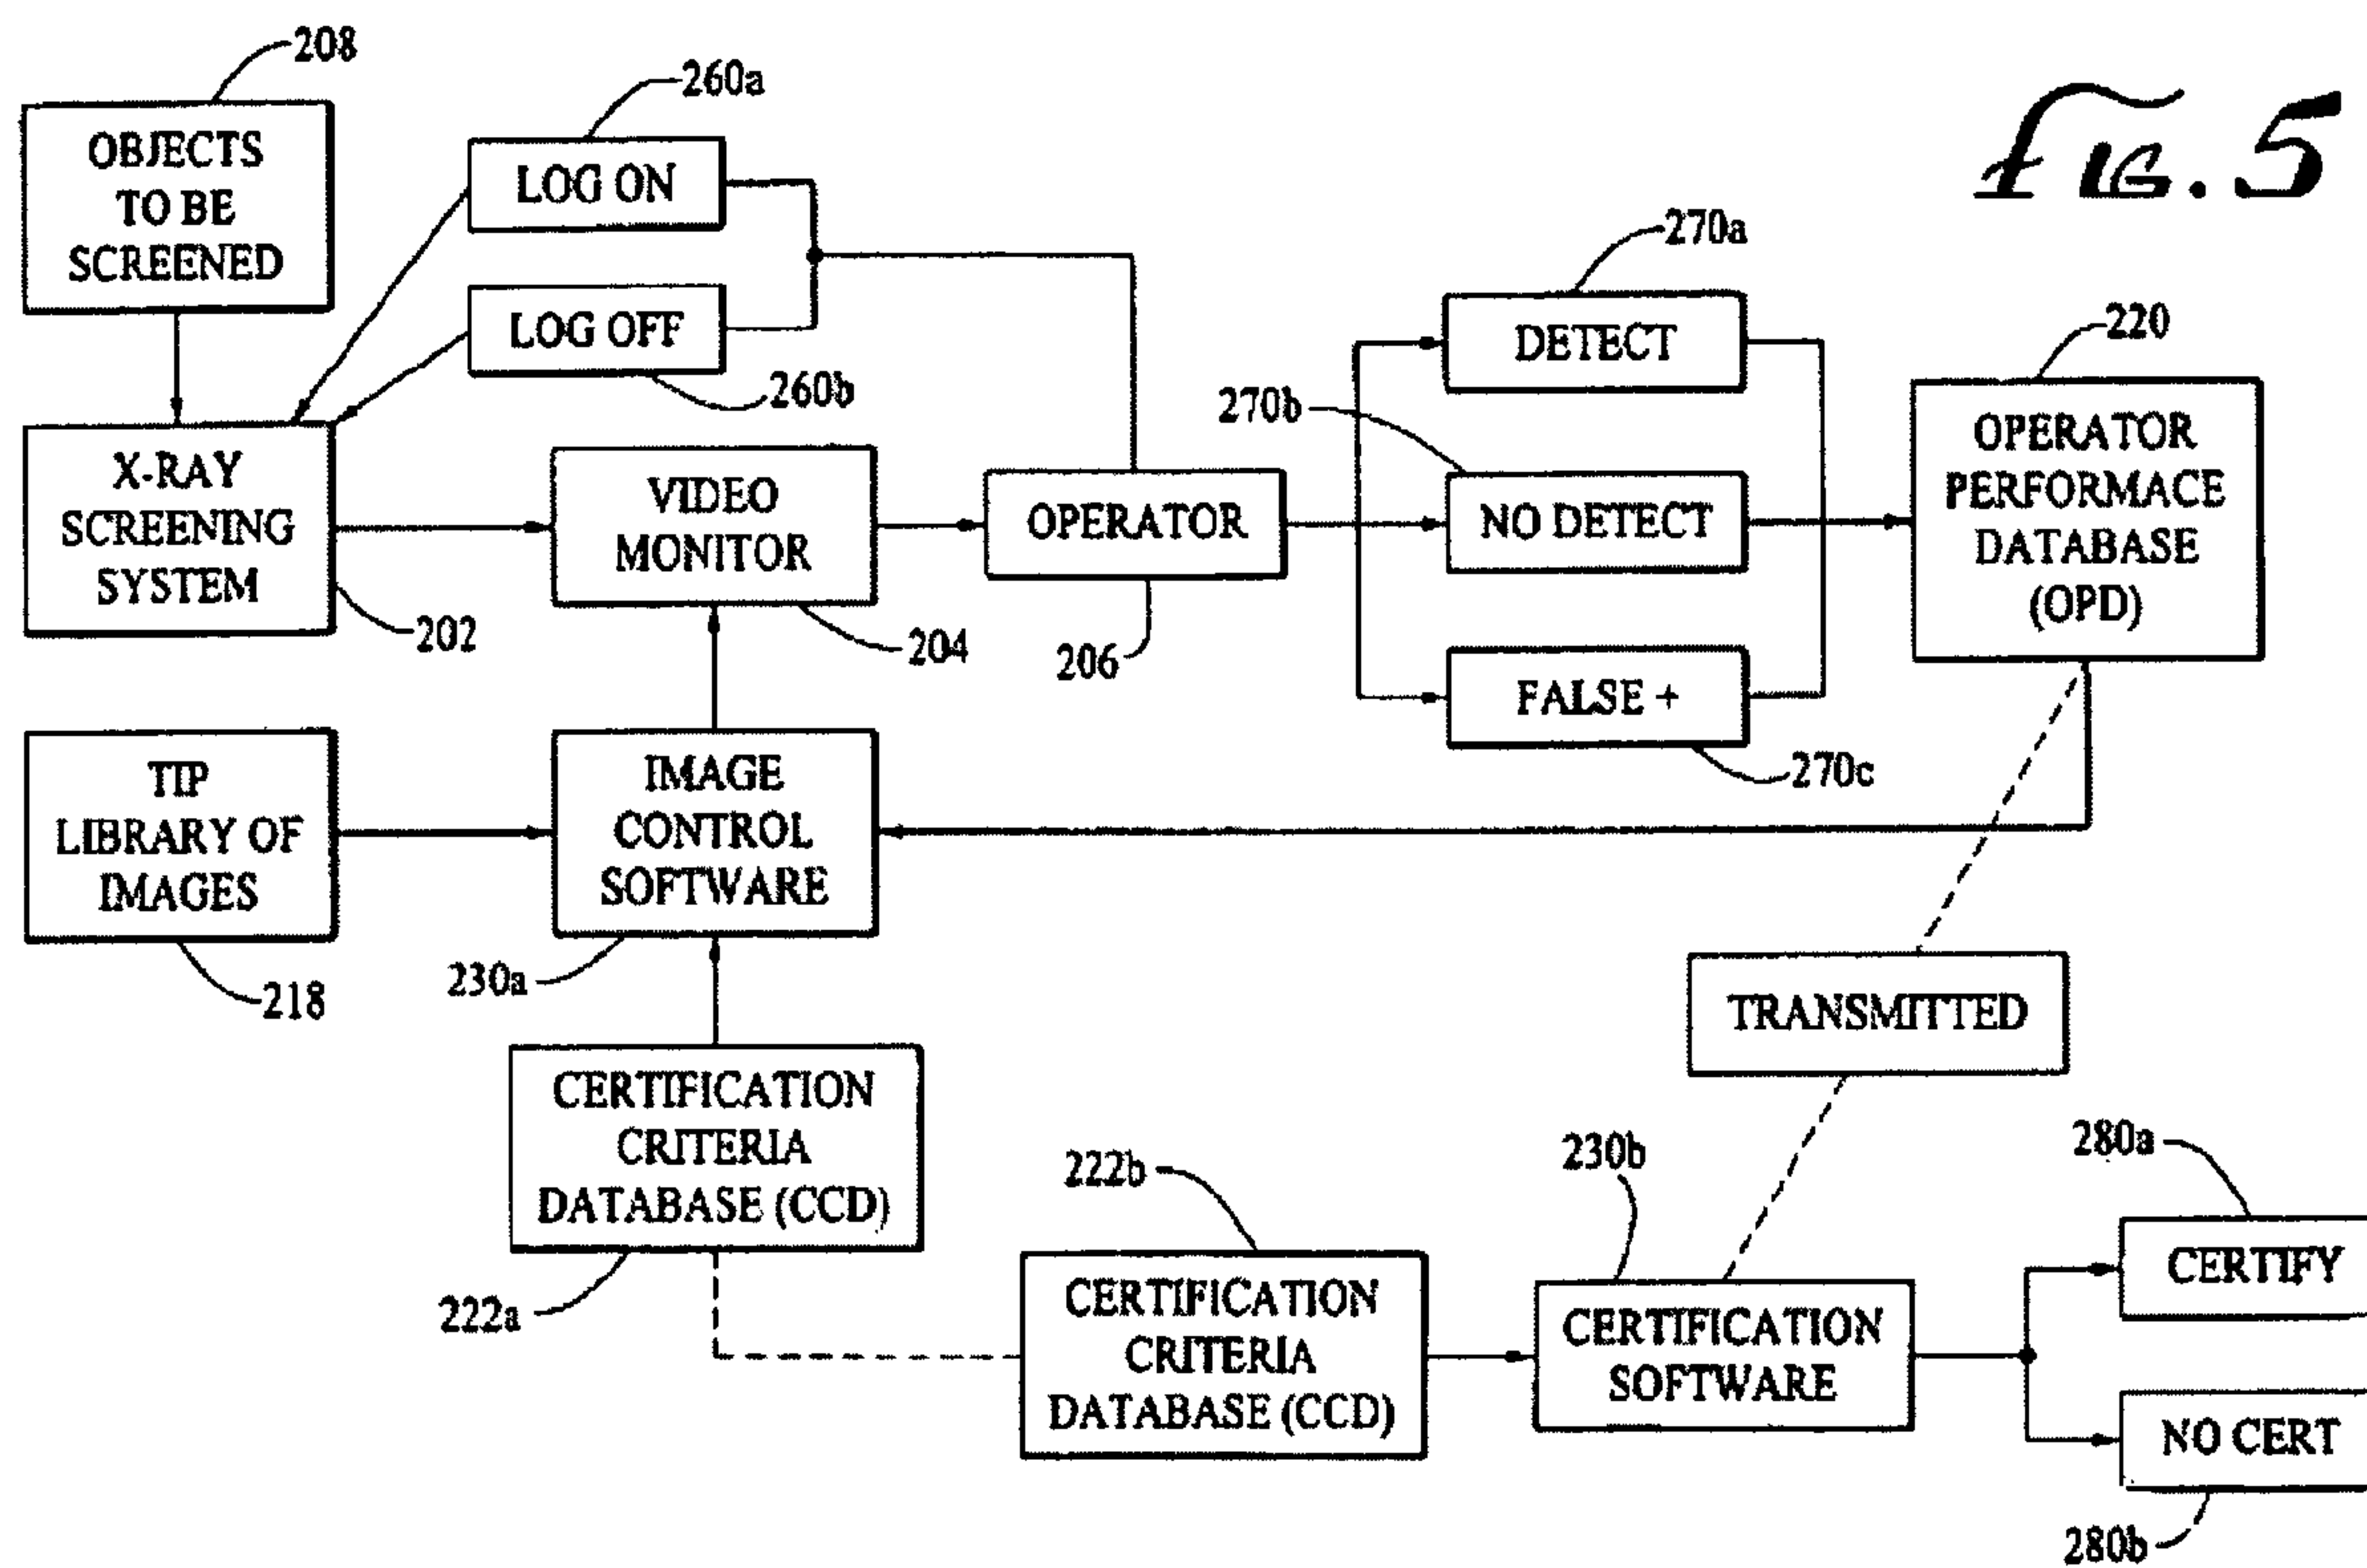 FIG. 5
208
OBJECTS
TO BE
SCREENED
260a
LOG ON
LOG OFF
260b
X-RAY
SCREENING
SYSTEM
202
VIDEO
MONITOR
204
OPERATOR
206
270a
DETECT
270b
NO DETECT
FALSE +
270c
220
OPERATOR
PERFORMACE
DATABASE
(OPD)
TIP
LIBRARY OF
IMAGES
218
IMAGE
CONTROL
SOFTWARE
230a
TRANSMITTED
CERTIFICATION
CRITERIA
DATABASE (CCD)
222a
222b
CERTIFICATION
CRITERIA
DATABASE (CCD)
230b
CERTIFICATION
SOFTWARE
280a
CERTIFY
NO CERT
280b